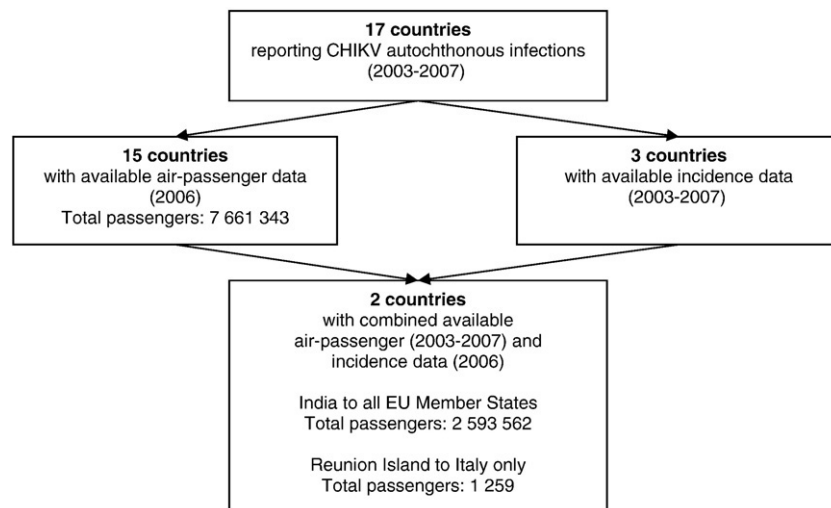 17 countries
reporting CHIKV autochthonous infections
(2003-2007)
15 countries
with available air-passenger data
(2006)
Total passengers: 7 661 343
3 countries
with available incidence data
(2003-2007)
2 countries
with combined available
air-passenger (2003-2007) and
incidence data (2006)
India to all EU Member States
Total passengers: 2 593 562
Reunion Island to Italy only
Total passengers: 1 259